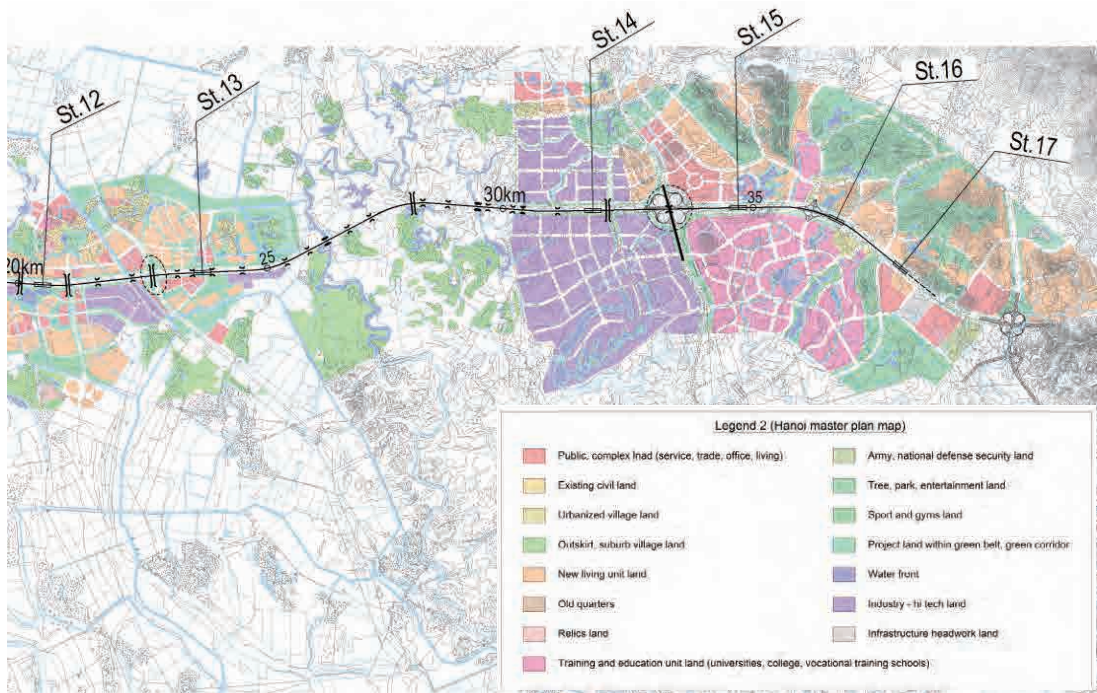 St.12
St.13
St.14
St.15
St.16
St.17
20km
25
30km
35
Legend 2 (Hanoi master plan map)
Public, complex lnad (service, trade, office, living)
Existing civil land
Urbanized village land
Outskirt, suburb village land
New living unit land
Old quarters
Relics land
Training and education unit land (universities, college, vocational training schools)
Army, national defense security land
Tree, park, entertainment land
Sport and gyms land
Project land within green belt, green corridor
Water front
Industry - hi tech land
Infrastructure headwork land